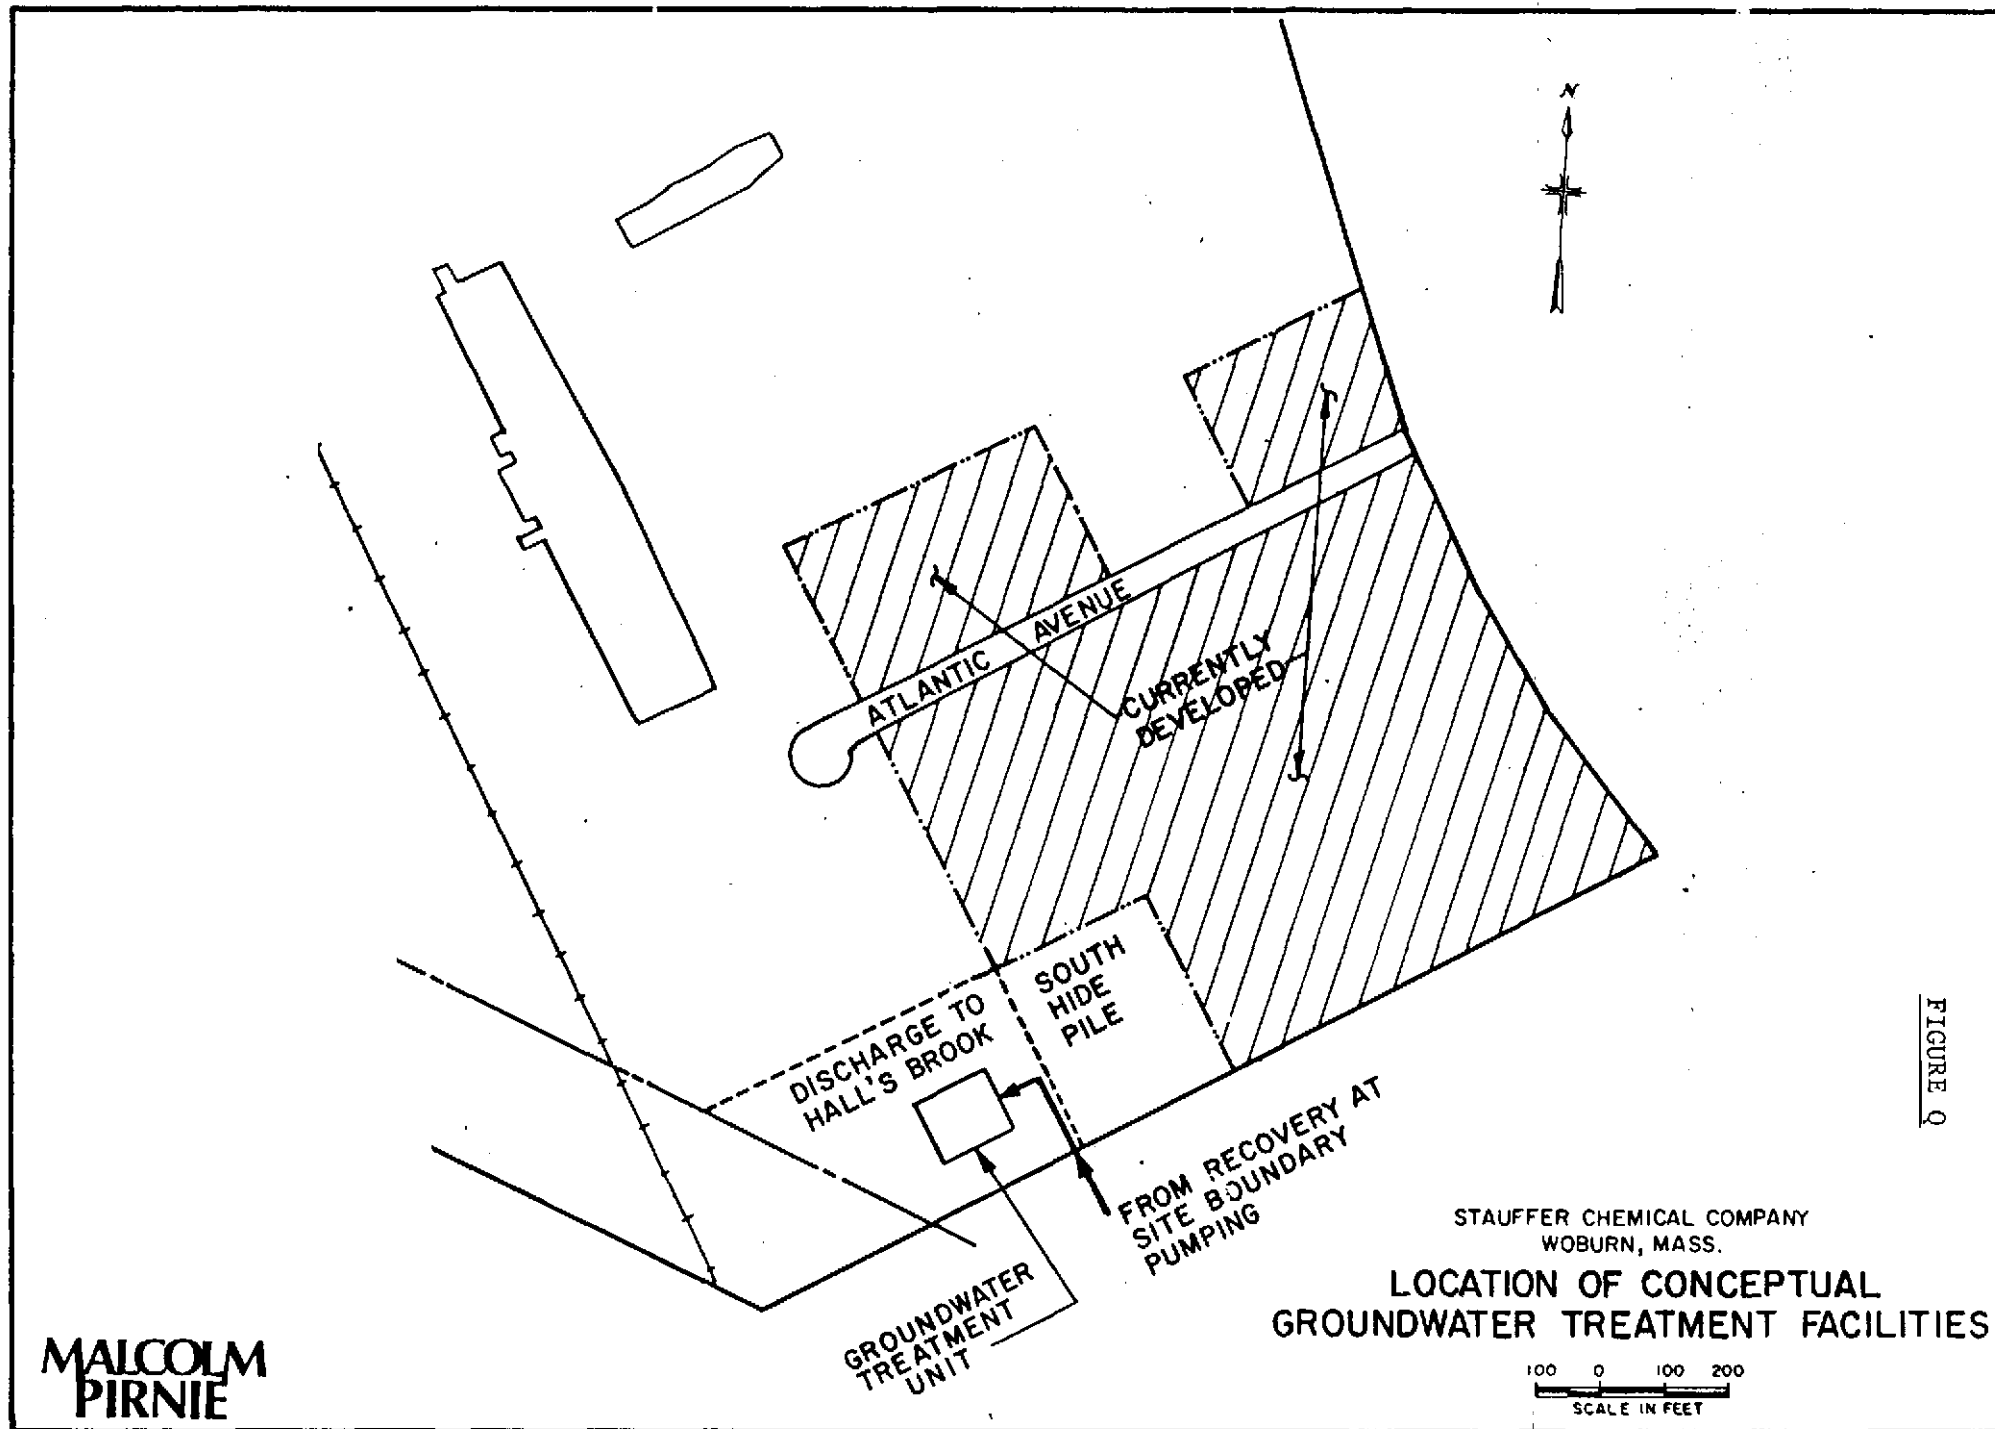 N
ATLANTIC AVENUE
CURRENTLY
DEVELOPED
SOUTH
HIDE
PILE
DISCHARGE TO
HALL'S BROOK
FROM RECOVERY AT
SITE BOUNDARY
PUMPING
GROUNDWATER
TREATMENT
UNIT
FIGURE Q
STAUFFER CHEMICAL COMPANY
WOBURN, MASS.
LOCATION OF CONCEPTUAL
GROUNDWATER TREATMENT FACILITIES
100 0 100 200
SCALE IN FEET
MALCOLM
PIRNIE